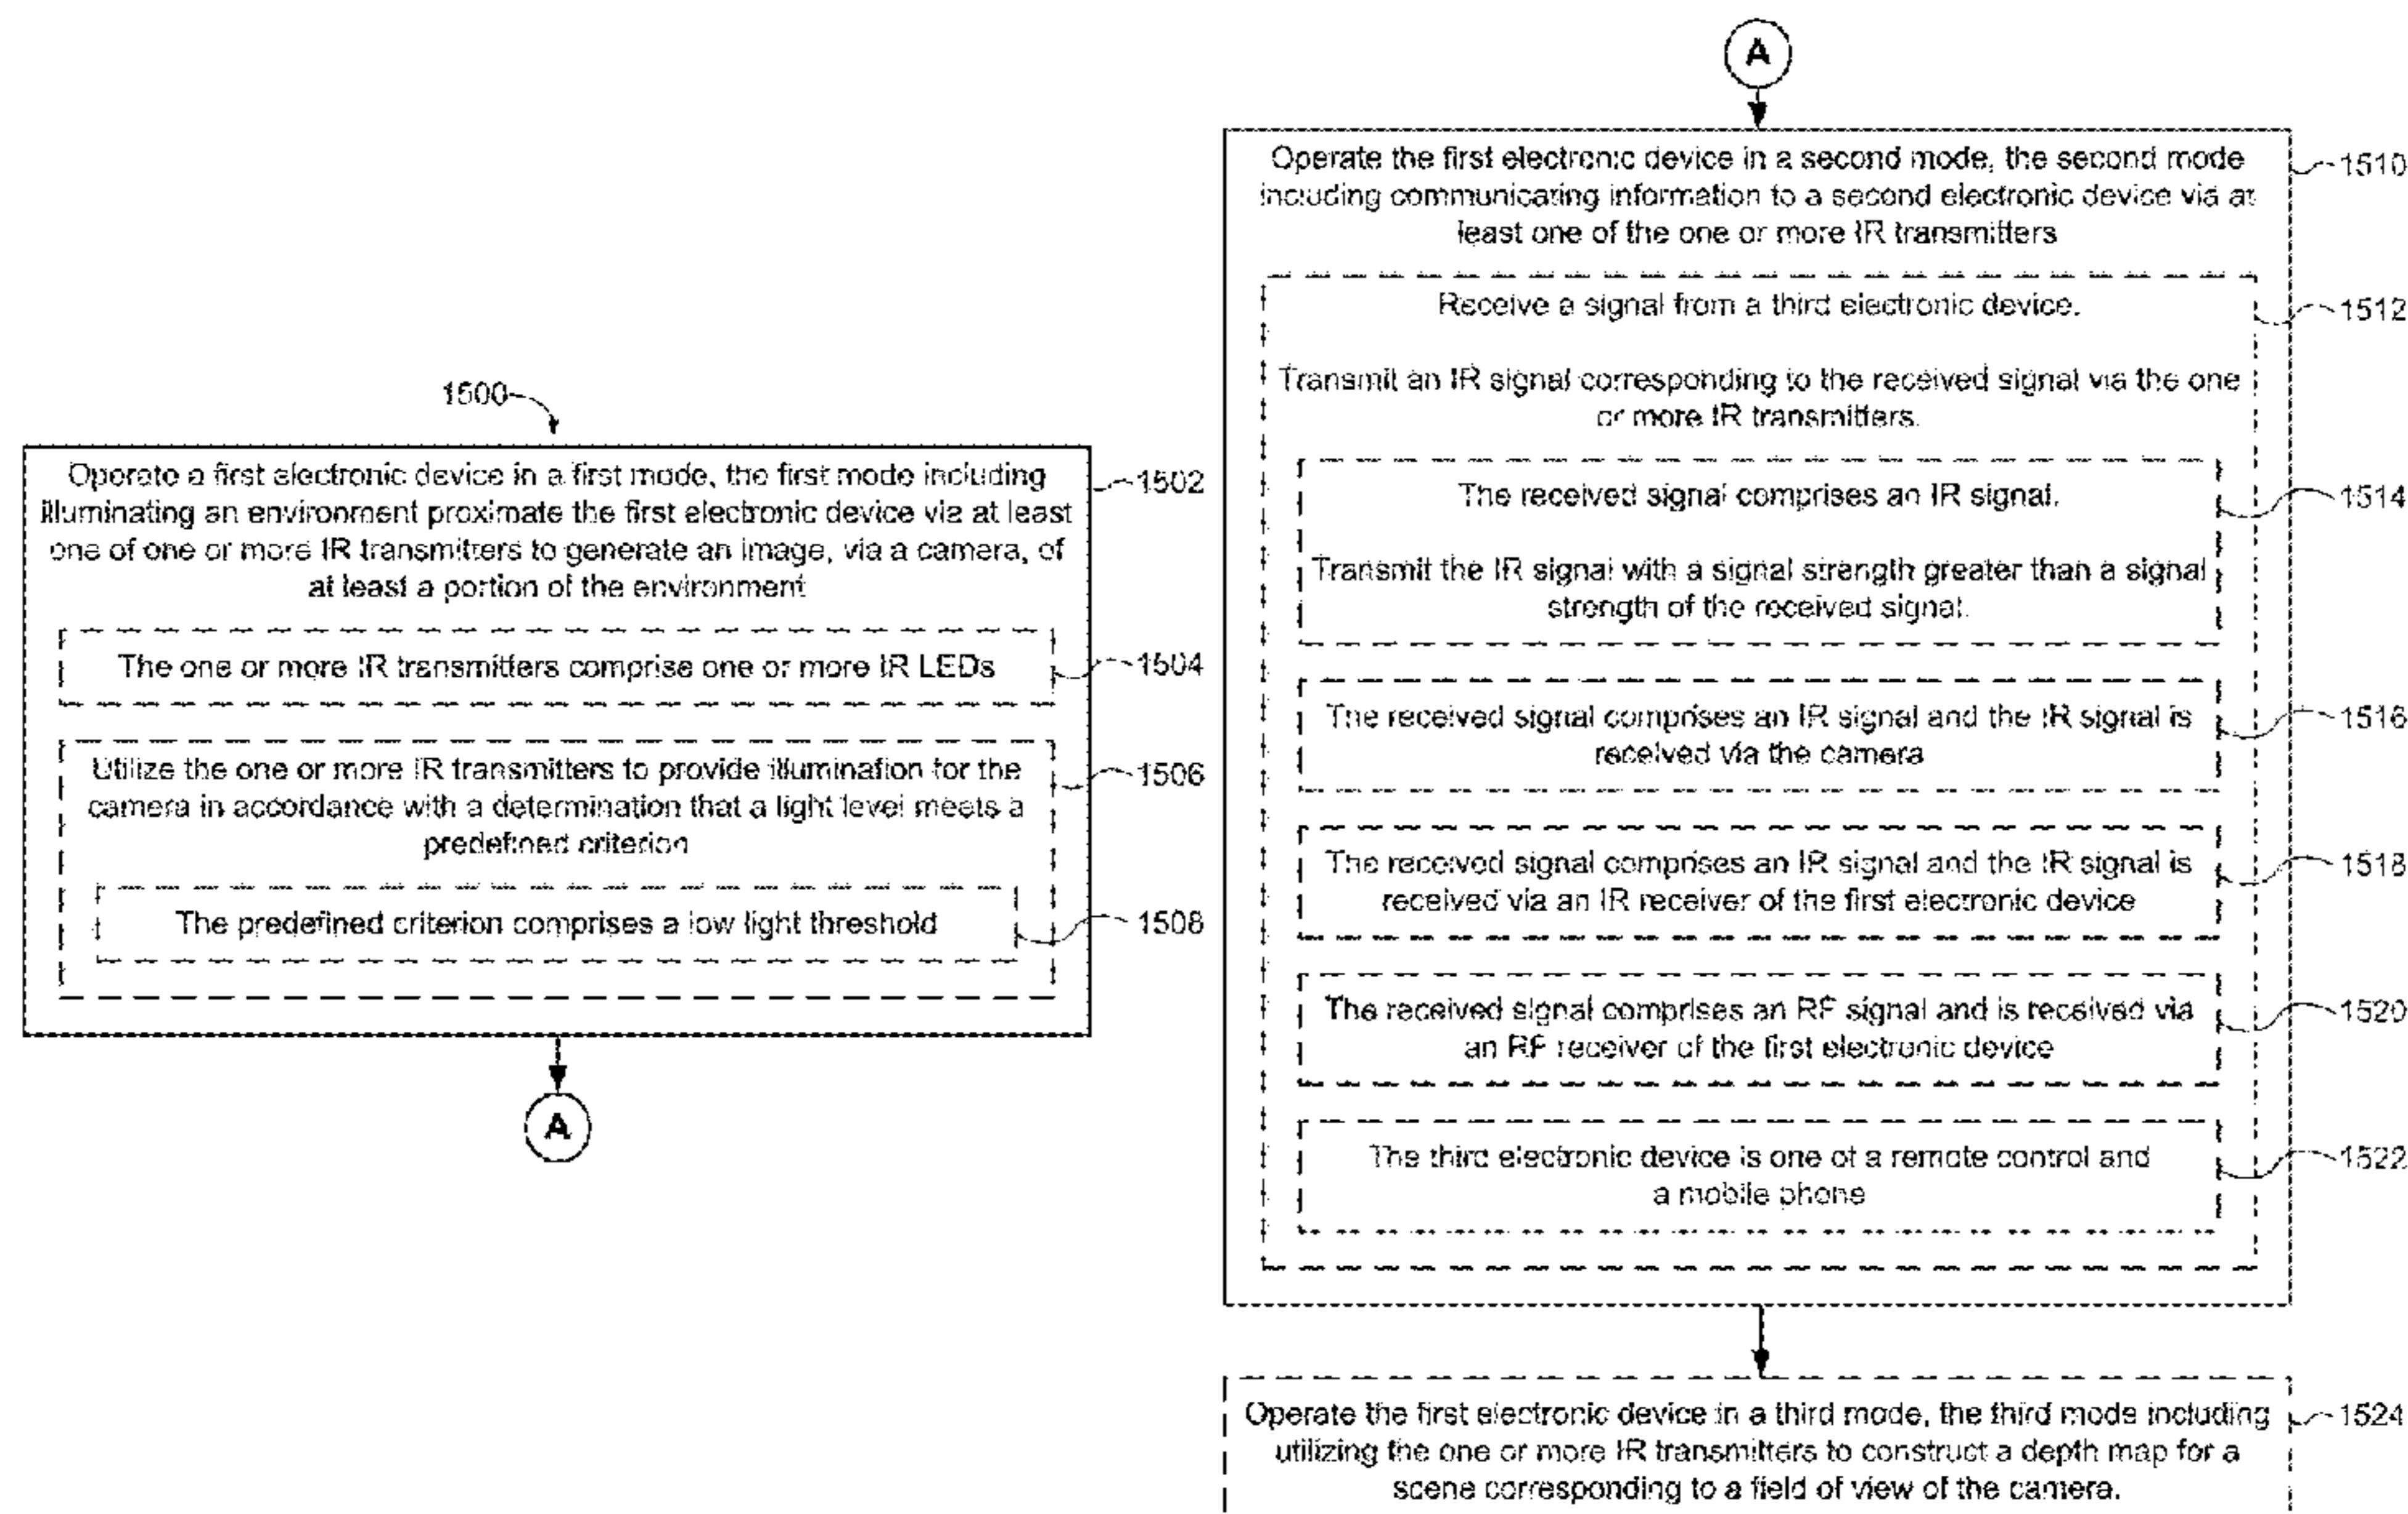 1500
Operate a first electronic device in a first mode, the first mode including
illuminating an environment proximate the first electronic device via at least
one of one or more IR transmitters to generate an image, via a camera, of
at least a portion of the environment
1502
The one or more IR transmitters comprise one or more IR LEDs
1504
Utilize the one or more IR transmitters to provide illumination for the
camera in accordance with a determination that a light level meets a
predefined criterion
1506
The predefined criterion comprises a low light threshold
1508
A
A
Operate the first electronic device in a second mode, the second mode
including communicating information to a second electronic device via at
least one of the one or more IR transmitters
1510
Receive a signal from a third electronic device.
1512
Transmit an IR signal corresponding to the received signal via the one
or more IR transmitters.
The received signal comprises an IR signal.
1514
Transmit the IR signal with a signal strength greater than a signal
strength of the received signal.
The received signal comprises an IR signal and the IR signal is
received via the camera
1516
The received signal comprises an IR signal and the IR signal is
received via an IR receiver of the first electronic device
1518
The received signal comprises an RF signal and is received via
an RF receiver of the first electronic device
1520
The third electronic device is one of a remote control and
a mobile phone
1522
Operate the first electronic device in a third mode, the third mode including
utilizing the one or more IR transmitters to construct a depth map for a
scene corresponding to a field of view of the camera.
1524